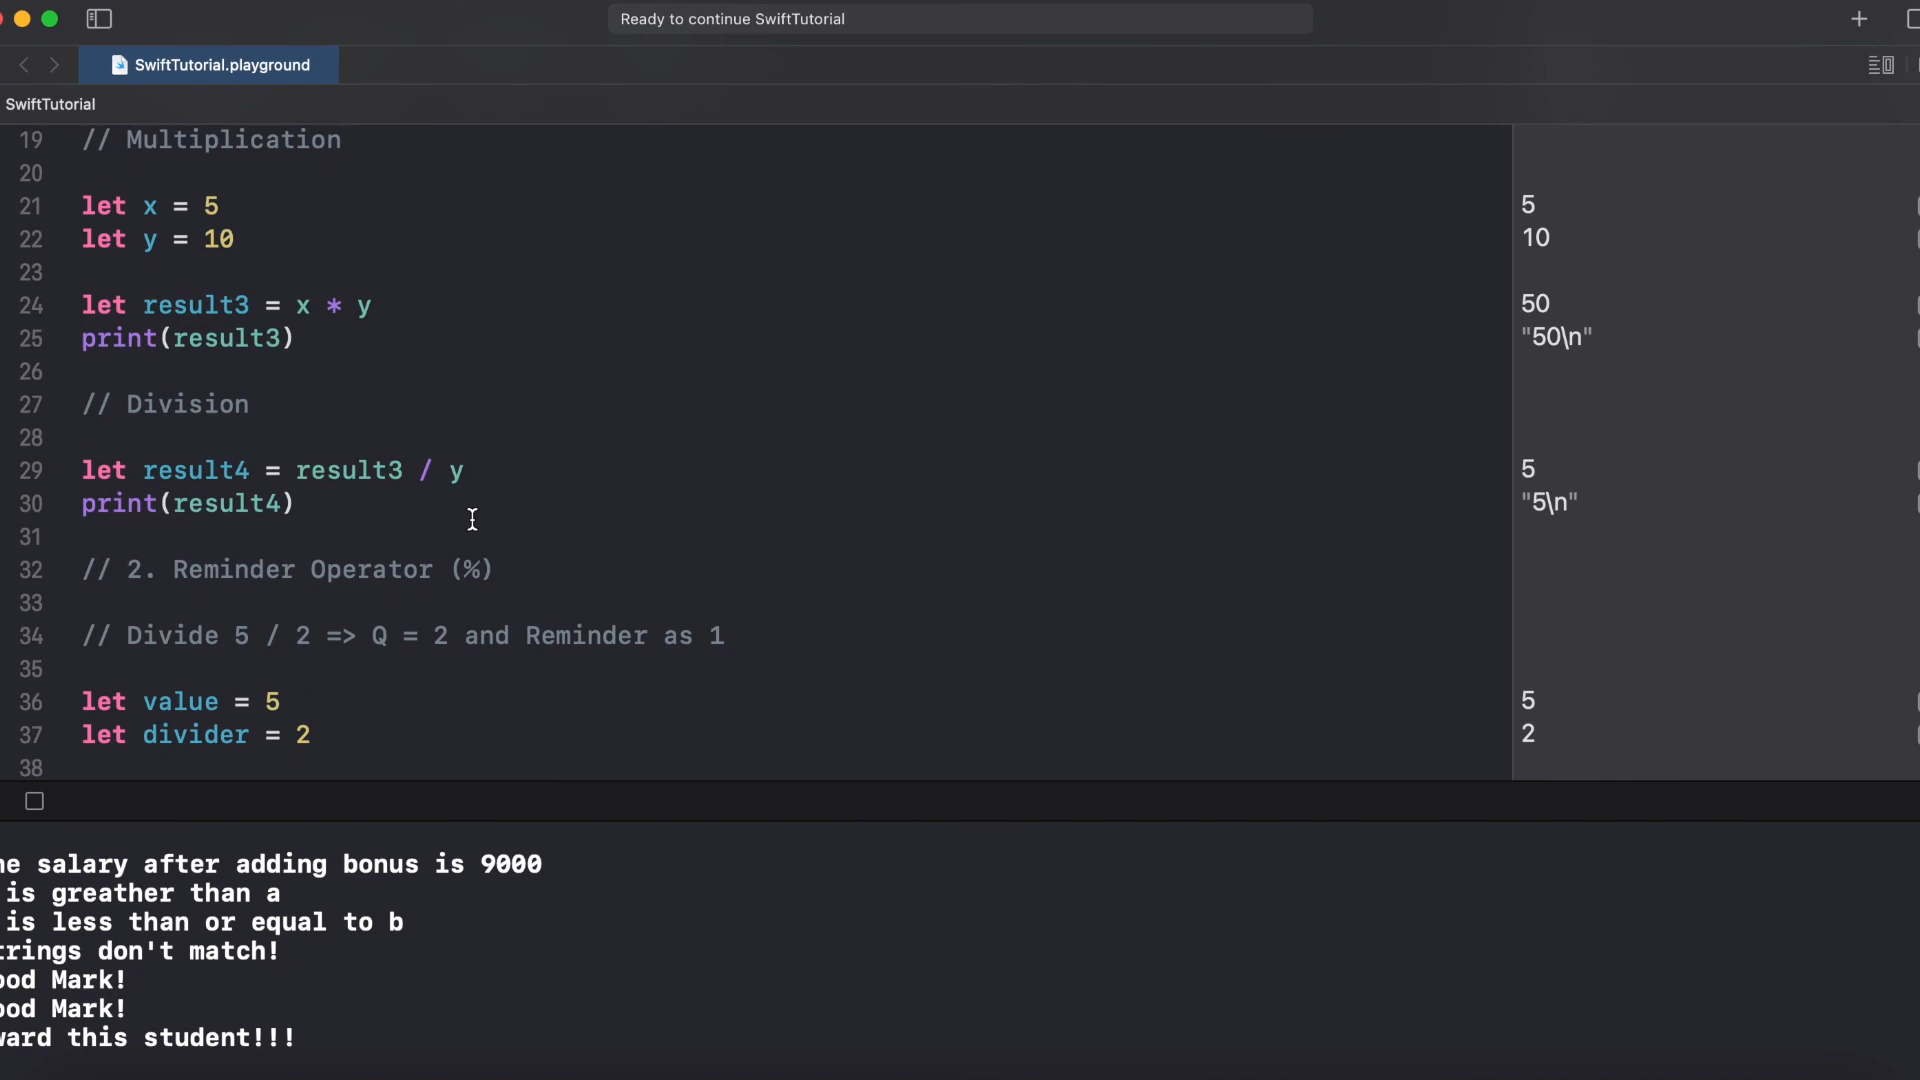 Ready to continue SwiftTutorial
SwiftTutorial.playground
SwiftTutorial
19 // Multiplication
20
21 let x = 5 5
22 let y = 10 10
23
24 let result3 = x * y 50
25 print(result3) "50\n"
26
27 // Division
28
29 let result4 = result3 / y 5
30 print(result4) "5\n"
31
32 // 2. Reminder Operator (%)
33
34 // Divide 5 / 2 => Q = 2 and Reminder as 1
35
36 let value = 5 5
37 let divider = 2 2
38
salary after adding bonus is 9000
is greather than a
is less than or equal to b
don't match!
Mark!
Mark!
this student!!!